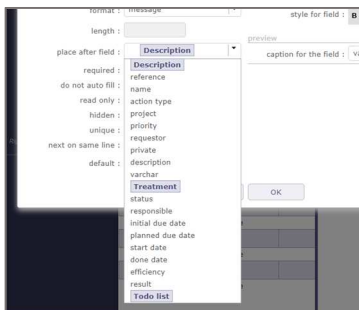 format : message
style for field : B
length :
preview
place after field : Description
caption for the field : va
required :
do not auto fill :
read only :
hidden :
unique :
next on same line :
default :
Description
reference
name
action type
project
priority
requestor
private
description
varchar
Treatment
status
responsible
initial due date
planned due date
start date
done date
efficiency
result
Todo list
OK